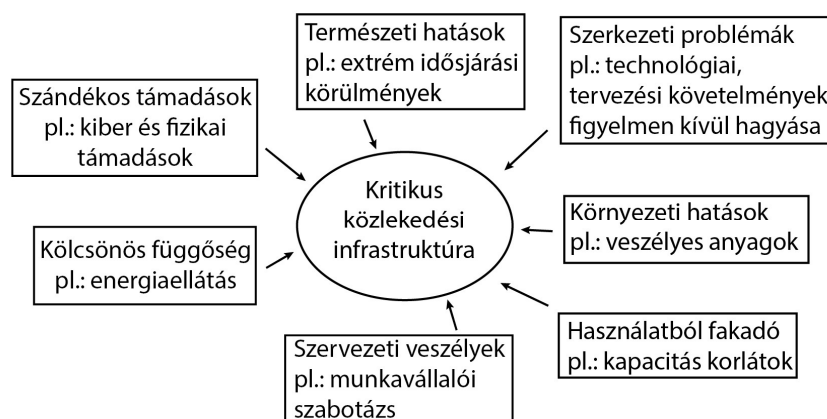 Természeti hatások
pl.: extrém idősjárási
körülmények
Szerkezeti problémák
pl.: technológiai,
tervezési követelmények
figyelmen kívül hagyása
Szándékos támadások
pl.: kiber és fizikai
támadások
Kritikus
közlekedési
infrastruktúra
Környezeti hatások
pl.: veszélyes anyagok
Kölcsönös függőség
pl.: energiaellátás
Használatból fakadó
pl.: kapacitás korlátok
Szervezeti veszélyek
pl.: munkavállalói
szabotázs